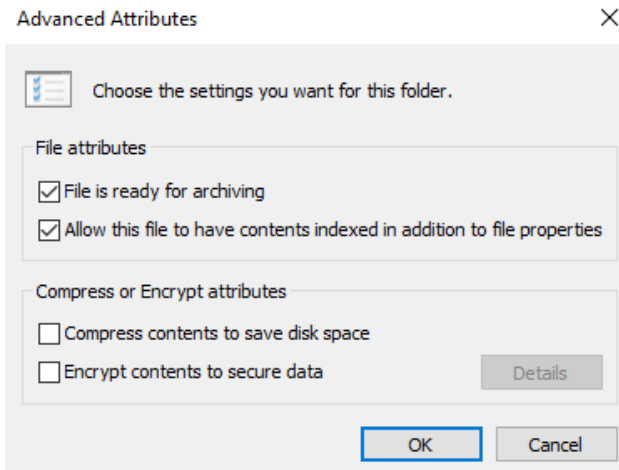 Advanced Attributes
Choose the settings you want for this folder.
File attributes
File is ready for archiving
Allow this file to have contents indexed in addition to file properties
Compress or Encrypt attributes
Compress contents to save disk space
Encrypt contents to secure data
Details
OK
Cancel